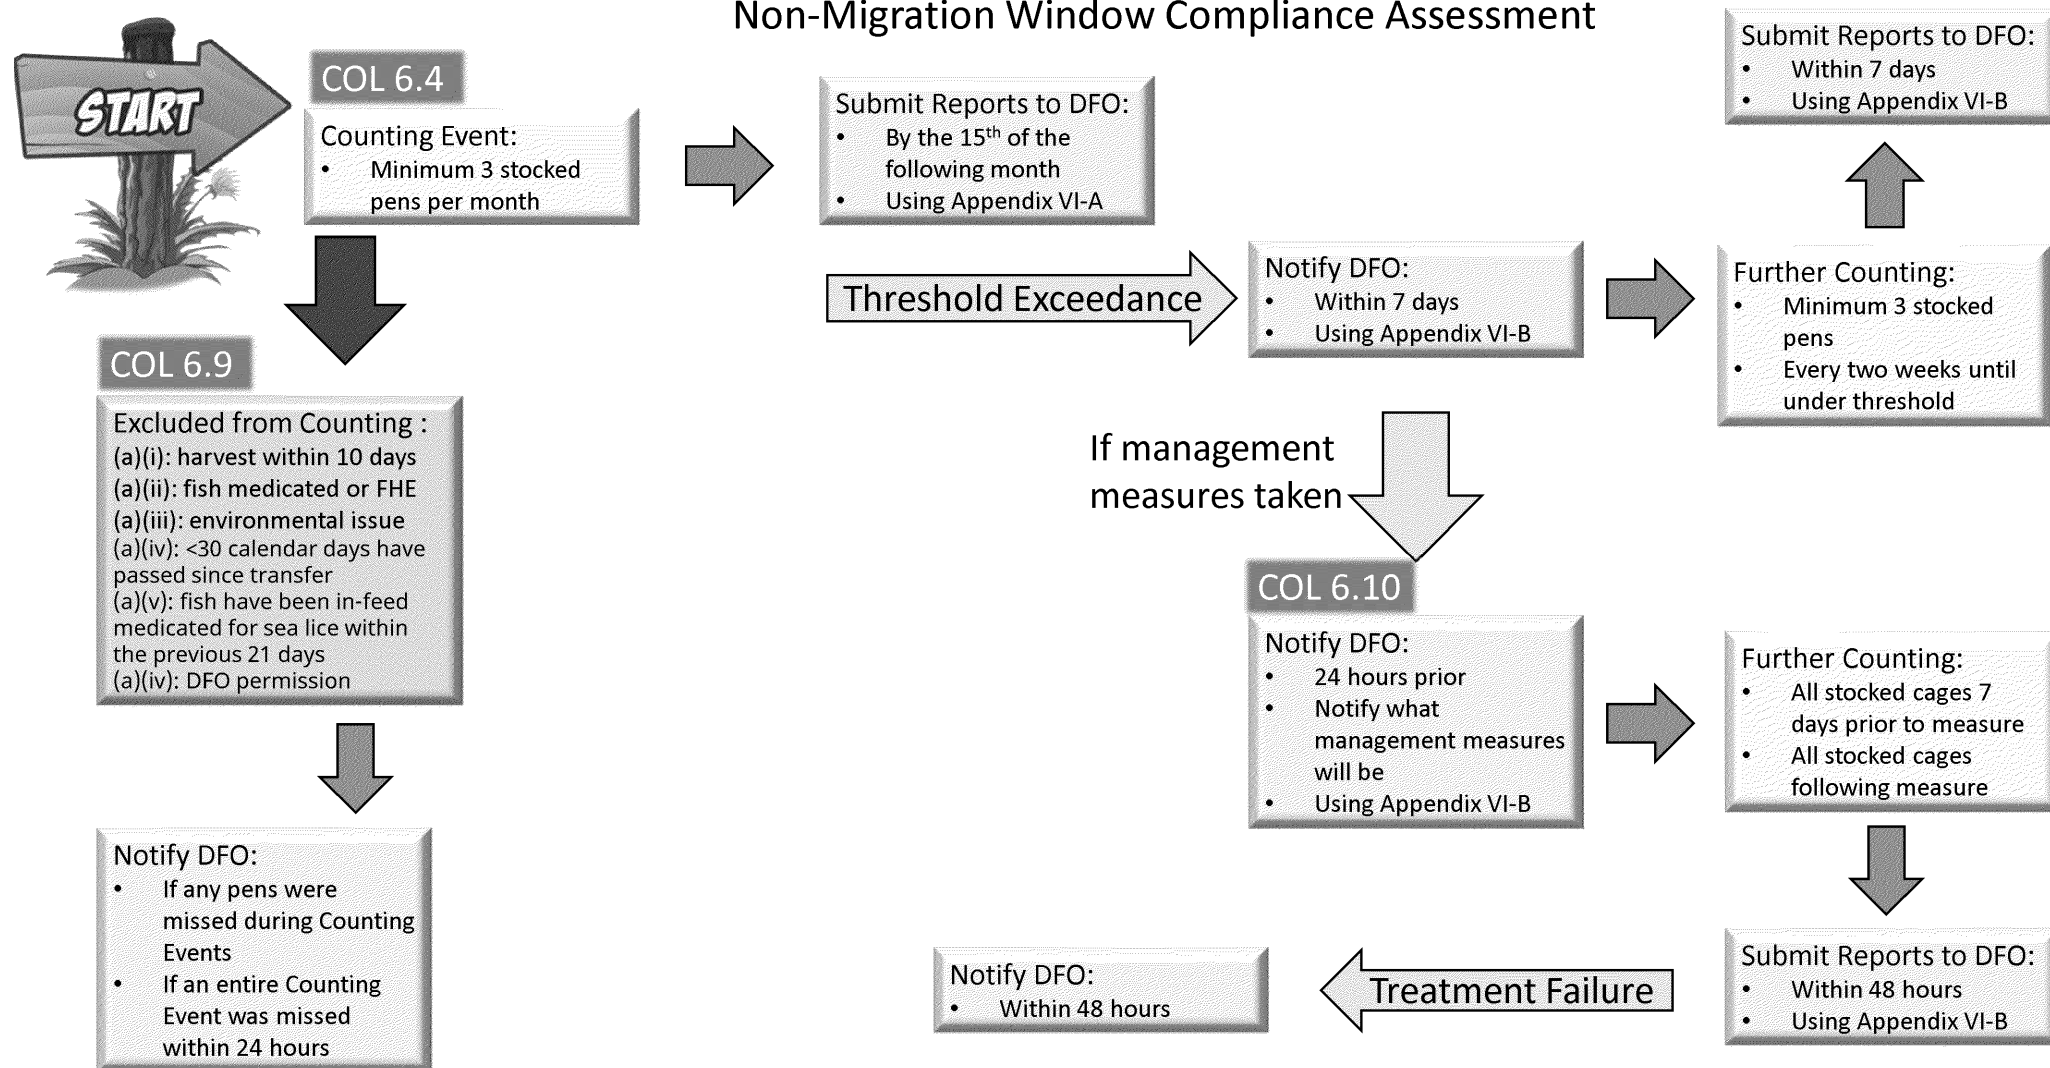 Non-Migration Window Compliance Assessment
START
COL 6.4
Counting Event:
• Minimum 3 stocked
pens per month
Submit Reports to DFO:
• By the 15th of the
following month
• Using Appendix VI-A
Threshold Exceedance
Notify DFO:
• Within 7 days
• Using Appendix VI-B
Further Counting:
• Minimum 3 stocked
pens
• Every two weeks until
under threshold
Submit Reports to DFO:
• Within 7 days
• Using Appendix VI-B
COL 6.9
Excluded from Counting :
(a)(i): harvest within 10 days
(a)(ii): fish medicated or FHE
(a)(iii): environmental issue
(a)(iv): <30 calendar days have
passed since transfer
(a)(v): fish have been in-feed
medicated for sea lice within
the previous 21 days
(a)(iv): DFO permission
Notify DFO:
• If any pens were
missed during Counting
Events
• If an entire Counting
Event was missed
within 24 hours
If management
measures taken
COL 6.10
Notify DFO:
• 24 hours prior
• Notify what
management measures
will be
• Using Appendix VI-B
Further Counting:
• All stocked cages 7
days prior to measure
• All stocked cages
following measure
Submit Reports to DFO:
• Within 48 hours
• Using Appendix VI-B
Treatment Failure
Notify DFO:
• Within 48 hours